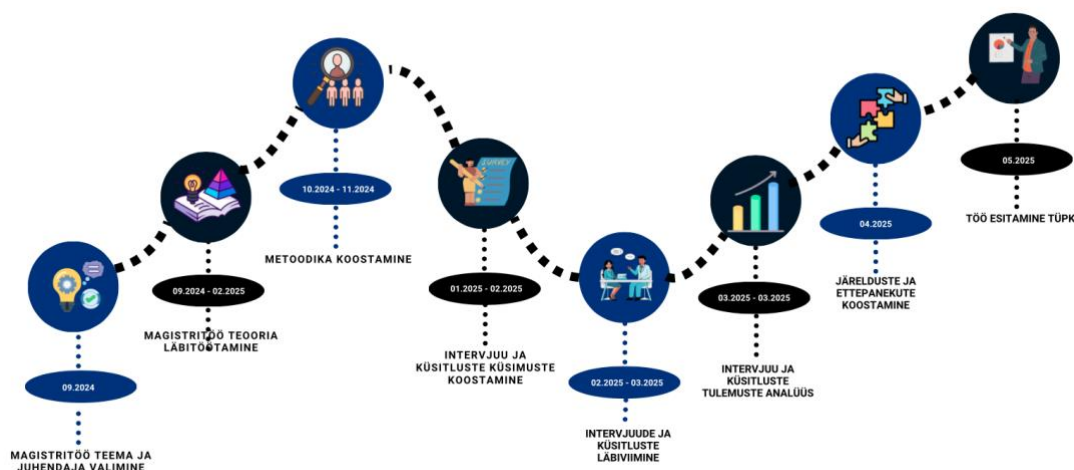 09.2024
MAGISTRITÖÖ TEEMA JA
JUHENDAJA VALIMINE
09.2024 - 02.2025
MAGISTRITÖÖ TEOORIA
LÄBITÖÖTAMINE
10.2024 - 11.2024
METOODIKA KOOSTAMINE
SURVEY
01.2025 - 02.2025
INTERVJUU JA
KÜSITLUSTE KÜSIMUSTE
KOOSTAMINE
02.2025 - 03.2025
INTERVJUUDE JA
KÜSITLUSTE
LÄBIVIIMINE
03.2025 - 03.2025
INTERVJUU JA
KÜSITLUSTE
TULEMUSTE ANALÜÜS
04.2025
JÄRELDUSTE JA
ETTEPANEKUTE
KOOSTAMINE
05.2025
TÖÖ ESITAMINE TÜPK